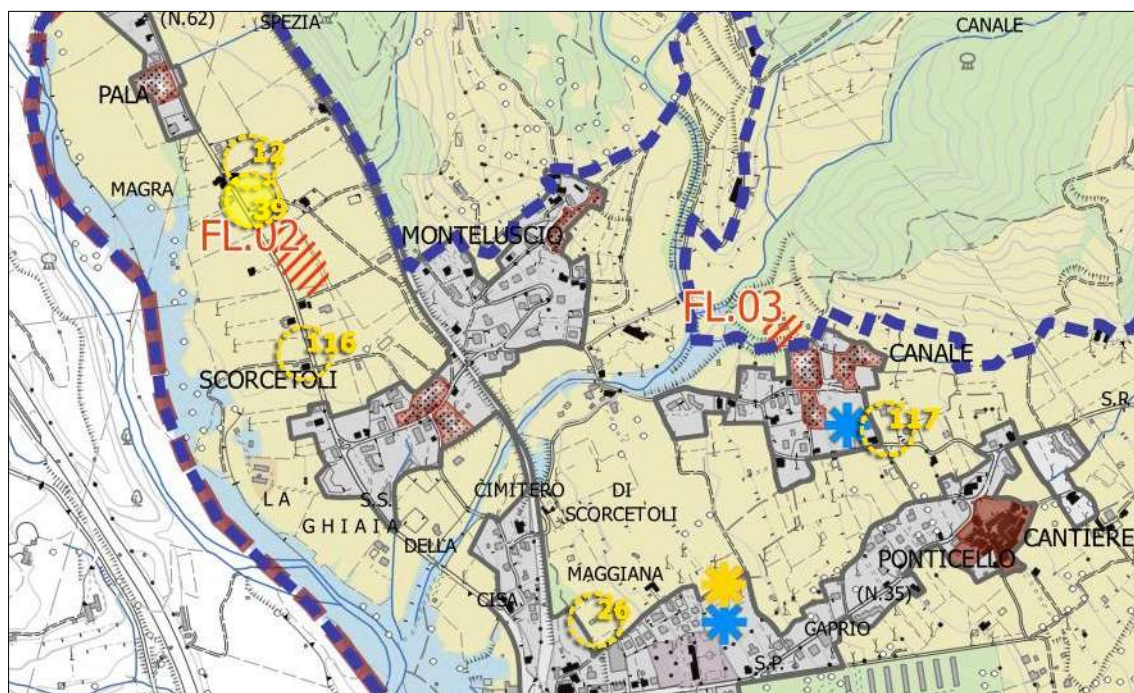 (N.62)
SPEZIA
CANALE
PALA
12
MAGRA
39
FL.02
MONTELUSCIO
FL.03
116
CANALE
SCORCETOLI
S.R
117
LA
S.S.
CIMITERO
DI
GHIAIA
SCORCETOLI
DELLA
PONTICELLO
CANTIERE
MAGGIANA
CISA
26
(N.35)
CAPRIO
S.P.